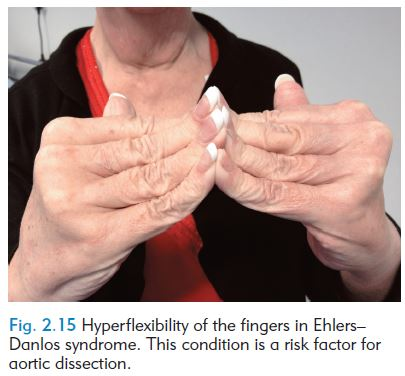 Fig. 2.15 Hyperflexibility of the fingers in Ehlers–
Danlos syndrome. This condition is a risk factor for
aortic dissection.